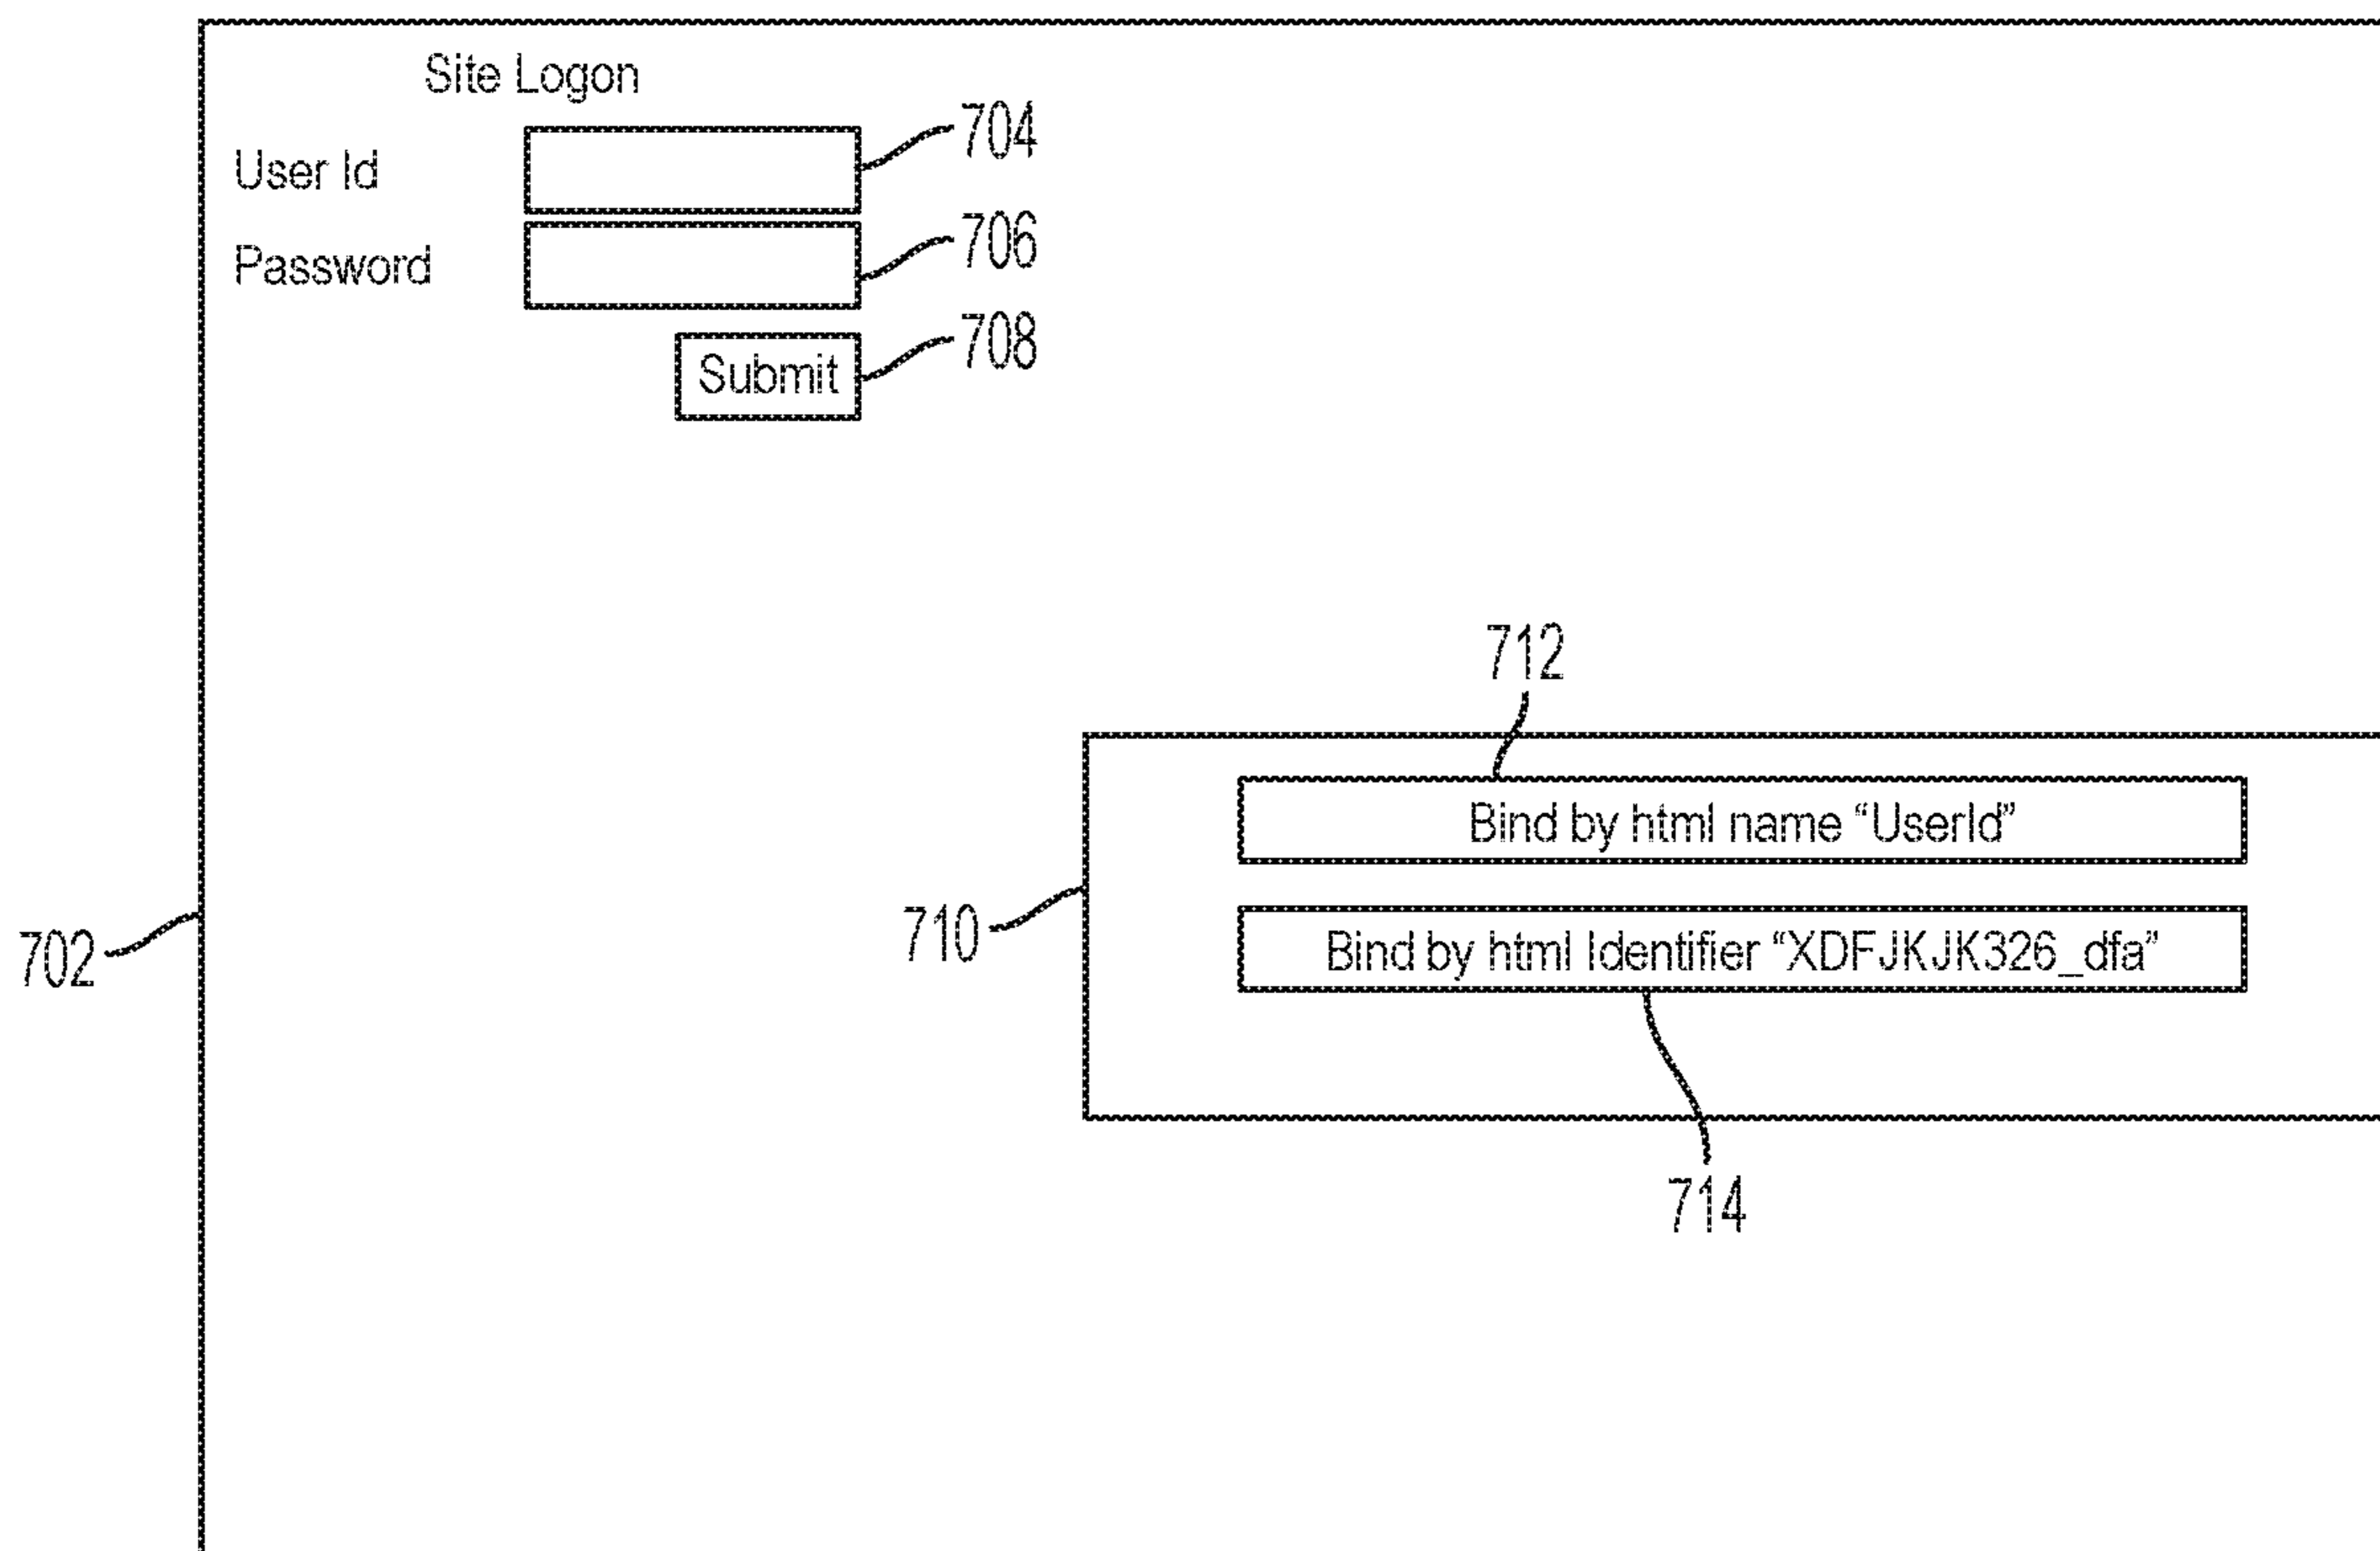 Site Logon
User Id
704
Password
706
Submit
708
712
Bind by html name “UserId”
710
Bind by html Identifier “XDFJKJK326_dfa”
702
714